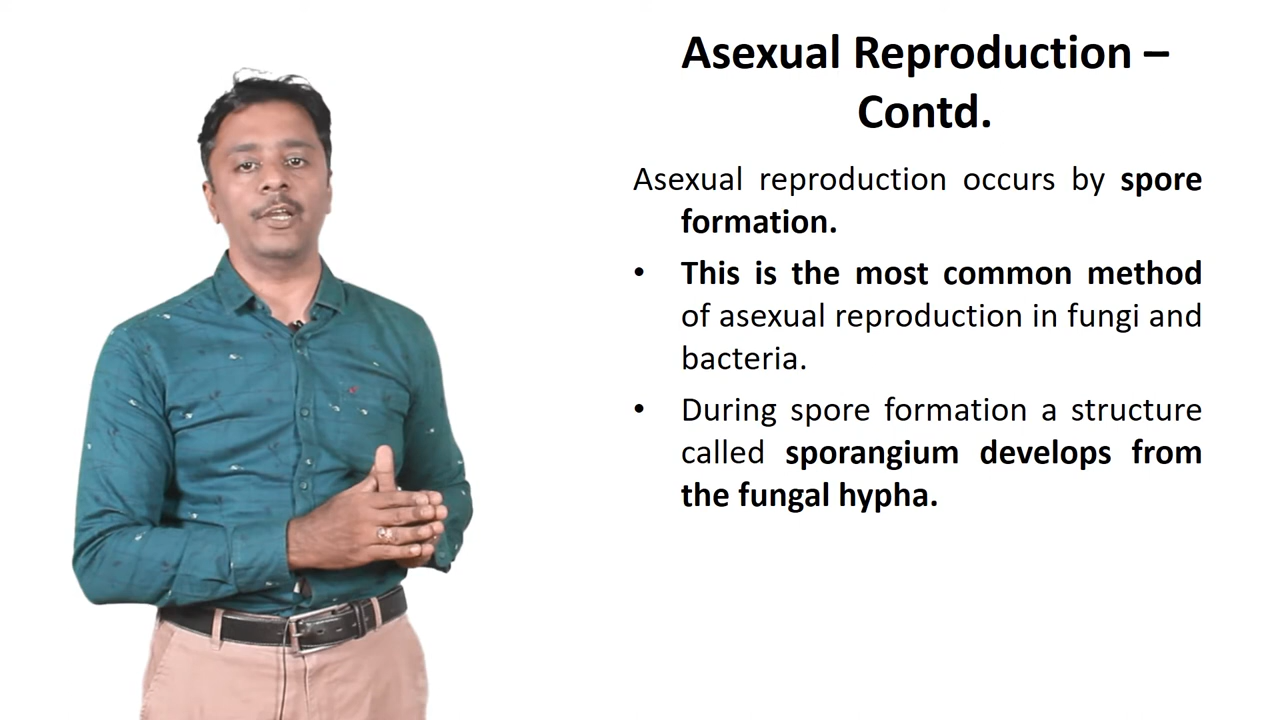 Asexual Reproduction –
Contd.
Asexual reproduction occurs by spore
formation.
• This is the most common method
of asexual reproduction in fungi and
bacteria.
• During spore formation a structure
called sporangium develops from
the fungal hypha.